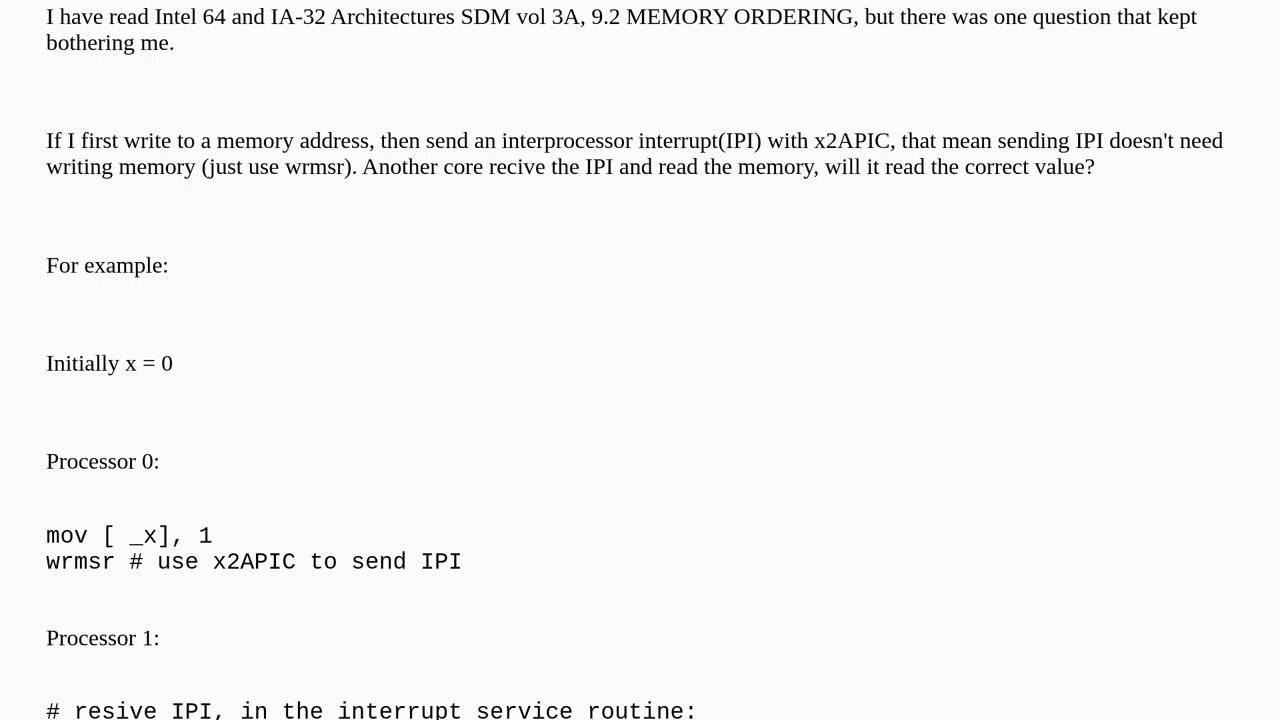 I have read Intel 64 and IA-32 Architectures SDM vol 3A, 9.2 MEMORY ORDERING, but there was one question that kept
bothering me.
If I first write to a memory address, then send an interprocessor interrupt(IPI) with x2APIC, that mean sending IPI doesn't need
writing memory (just use wrmsr). Another core recive the IPI and read the memory, will it read the correct value?
For example:
Initially x = 0
Processor 0:
mov [ _x], 1
wrmsr # use x2APIC to send IPI
Processor 1:
# resive IPI, in the interrupt service routine: